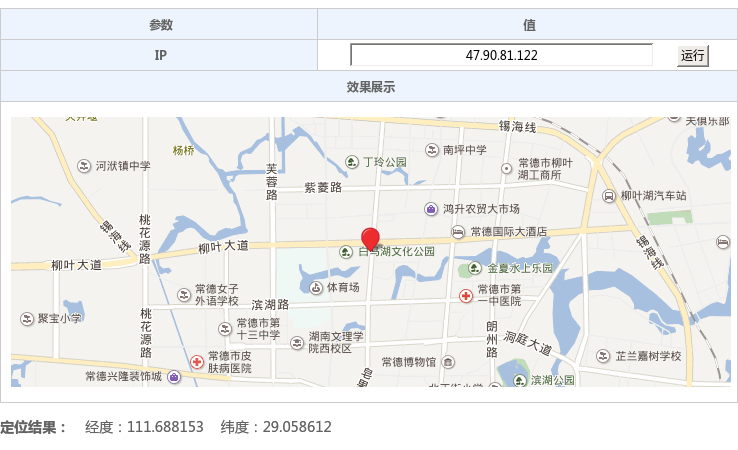 参数 值
IP 47.90.81.122 运行
效果展示
锡海线
天俱乐部
杨桥
河洑镇中学
丁玲公园
南坪中学
常德市柳叶
湖工商所
芙蓉路
紫菱路
柳叶湖汽车站
鸿升农贸大市场
桃花源路
锡海线
柳叶大道
常德国际大酒店
锡海线
白马湖文化公园
柳叶大道
金夏水上乐园
常德女子
外语学校
体育场
常德市第
一中医院
滨湖路
聚宝小学
桃花源路
常德市第
十三中学
湖南文理学
院西校区
朗州路
洞庭大道
常德市皮
肤病医院
常德博物馆
芷兰嘉树学校
常德兴隆装饰城
滨湖公园
定位结果： 经度：111.688153 纬度：29.058612